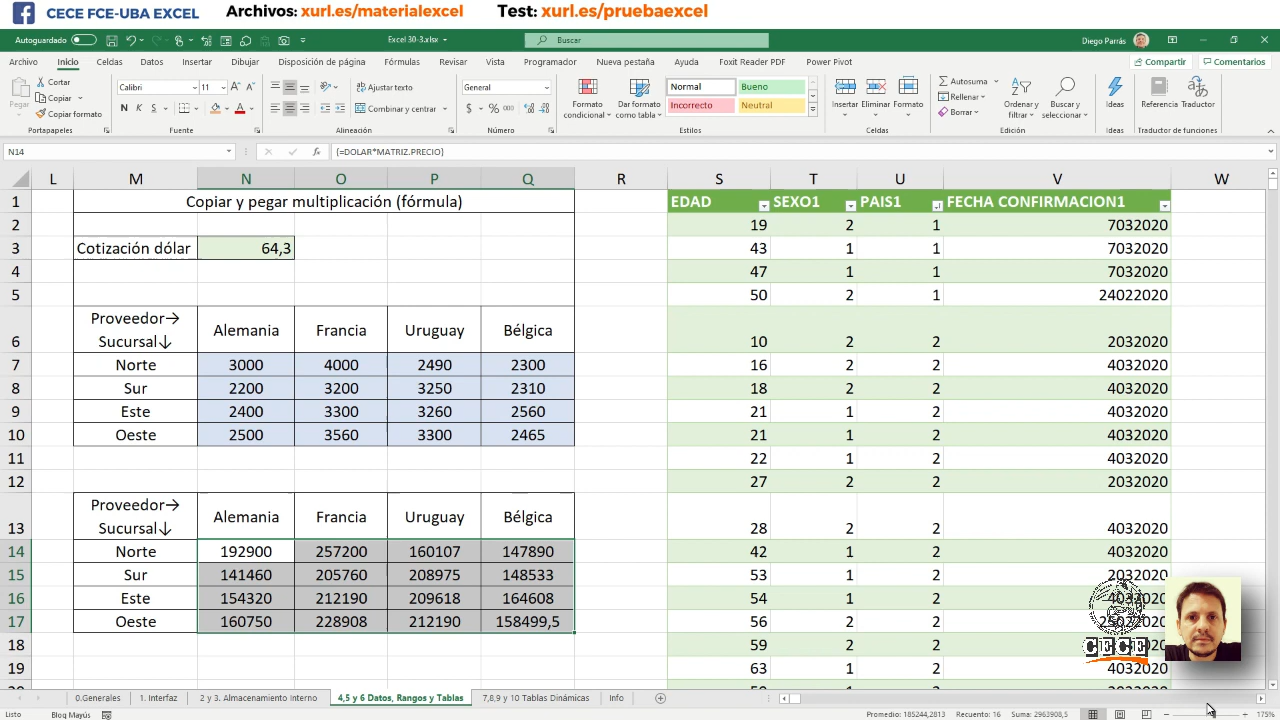 CECE FCE-UBA EXCEL Archivos: xurl.es/materialexcel Test: xurl.es/pruebaexcel
Autoguardado Excel 30-3.xlsx Buscar Diego Parrás
Archivo Inicio Celdas Datos Insertar Dibujar Disposición de página Fórmulas Revisar Vista Programador Nueva pestaña Ayuda Foxit Reader PDF Power Pivot Compartir Comentarios
Pegar Cortar Copiar Copiar formato Calibri 11 Ajustar texto Combinar y centrar General Formato condicional Dar formato como tabla Normal Bueno Incorrecto Neutral Insertar Eliminar Formato Autosuma Rellenar Borrar Ordenar y filtrar Buscar y seleccionar Ideas Referencia Traductor
Portapapeles Fuente Alineación Número Estilos Celdas Edición Ideas Traductor de funciones
N14 {=DOLAR*MATRIZ.PRECIO}
L M N O P Q R S T U V W
1 Copiar y pegar multiplicación (fórmula) EDAD SEXO1 PAIS1 FECHA CONFIRMACION1
2 19 2 1 7032020
3 Cotización dólar 64,3 43 1 1 7032020
4 47 1 1 7032020
5 50 2 1 24022020
6 Proveedor→ Sucursal↓ Alemania Francia Uruguay Bélgica 10 2 2 2032020
7 Norte 3000 4000 2490 2300 16 2 2 4032020
8 Sur 2200 3200 3250 2310 18 2 2 4032020
9 Este 2400 3300 3260 2560 21 1 2 4032020
10 Oeste 2500 3560 3300 2465 21 1 2 4032020
11 22 1 2 4032020
12 27 2 2 2032020
13 Proveedor→ Sucursal↓ Alemania Francia Uruguay Bélgica 28 2 2 4032020
14 Norte 192900 257200 160107 147890 42 1 2 4032020
15 Sur 141460 205760 208975 148533 53 1 2 2032020
16 Este 154320 212190 209618 164608 54 1 2
17 Oeste 160750 228908 212190 158499,5 56 2 2
18 59 2 2 4032020
19 63 1 2 4032020
CECE
0.Generales 1. Interfaz 2 y 3. Almacenamiento Interno 4,5 y 6 Datos, Rangos y Tablas 7,8,9 y 10 Tablas Dinámicas Info
Listo Bloq Mayús Promedio: 185244,2813 Recuento: 16 Suma: 2963908,5 175%